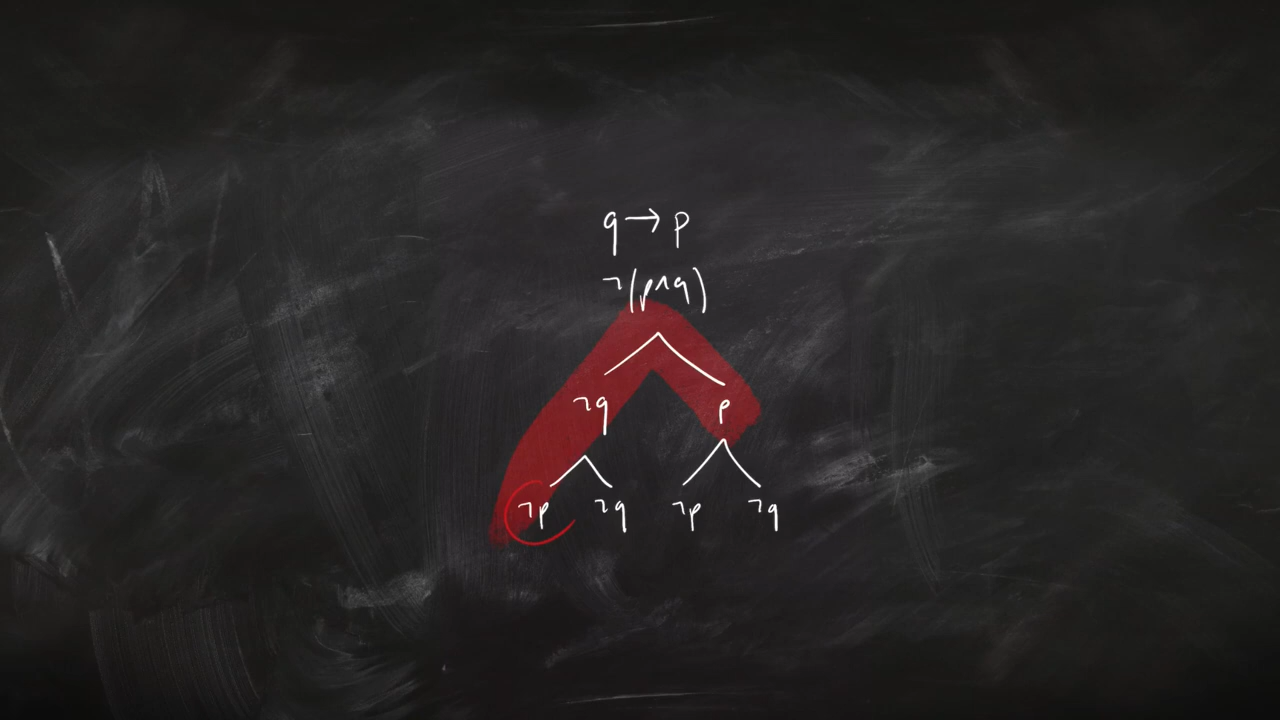 q → p
¬(p∧q)
¬q p
¬p ¬q ¬p ¬q